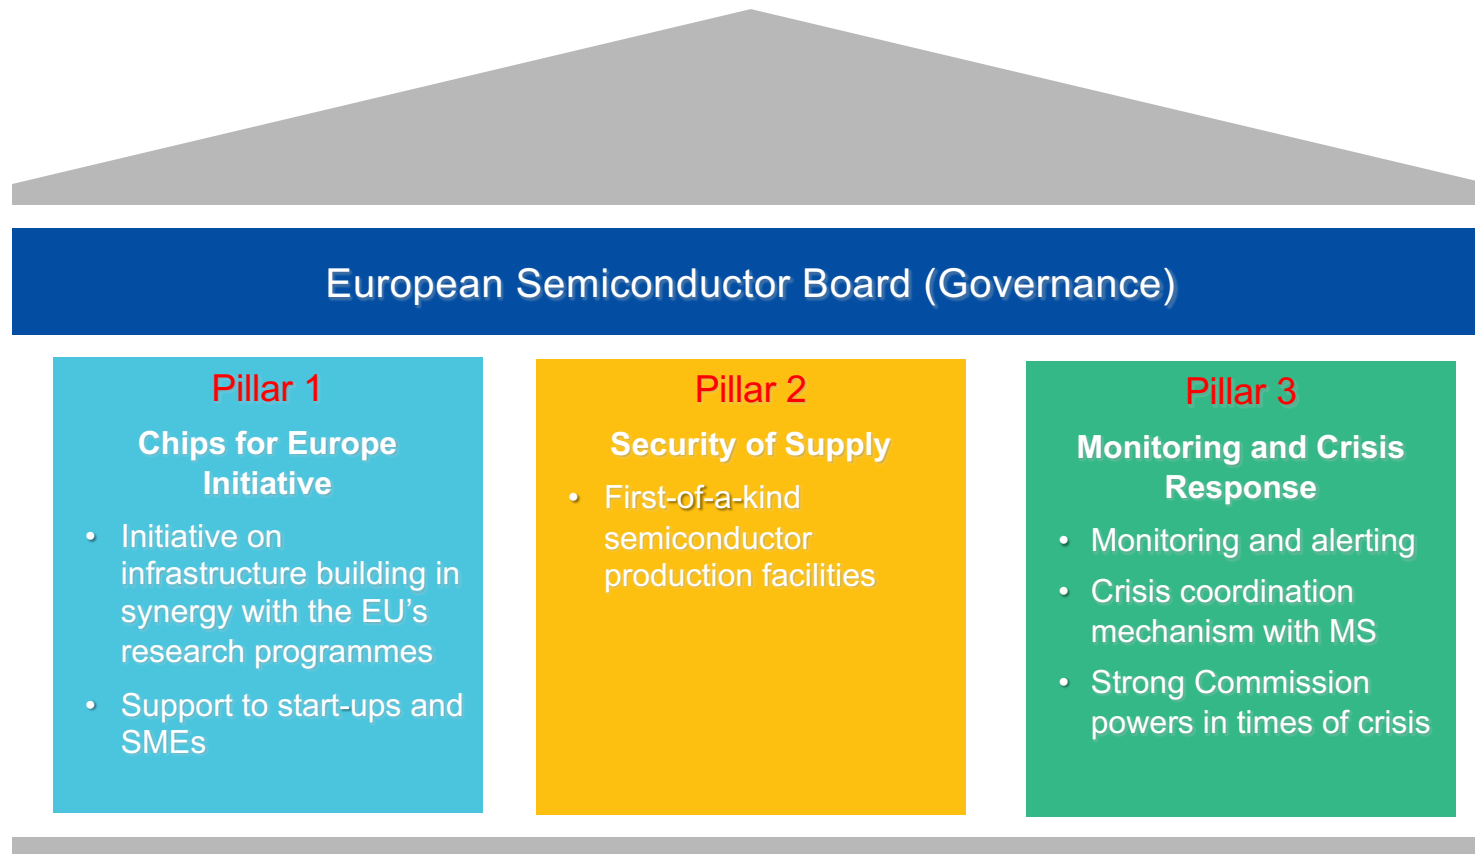 European Semiconductor Board (Governance)
Pillar 1
Chips for Europe
Initiative
• Initiative on
infrastructure building in
synergy with the EU’s
research programmes
• Support to start-ups and
SMEs
Pillar 2
Security of Supply
• First-of-a-kind
semiconductor
production facilities
Pillar 3
Monitoring and Crisis
Response
• Monitoring and alerting
• Crisis coordination
mechanism with MS
• Strong Commission
powers in times of crisis